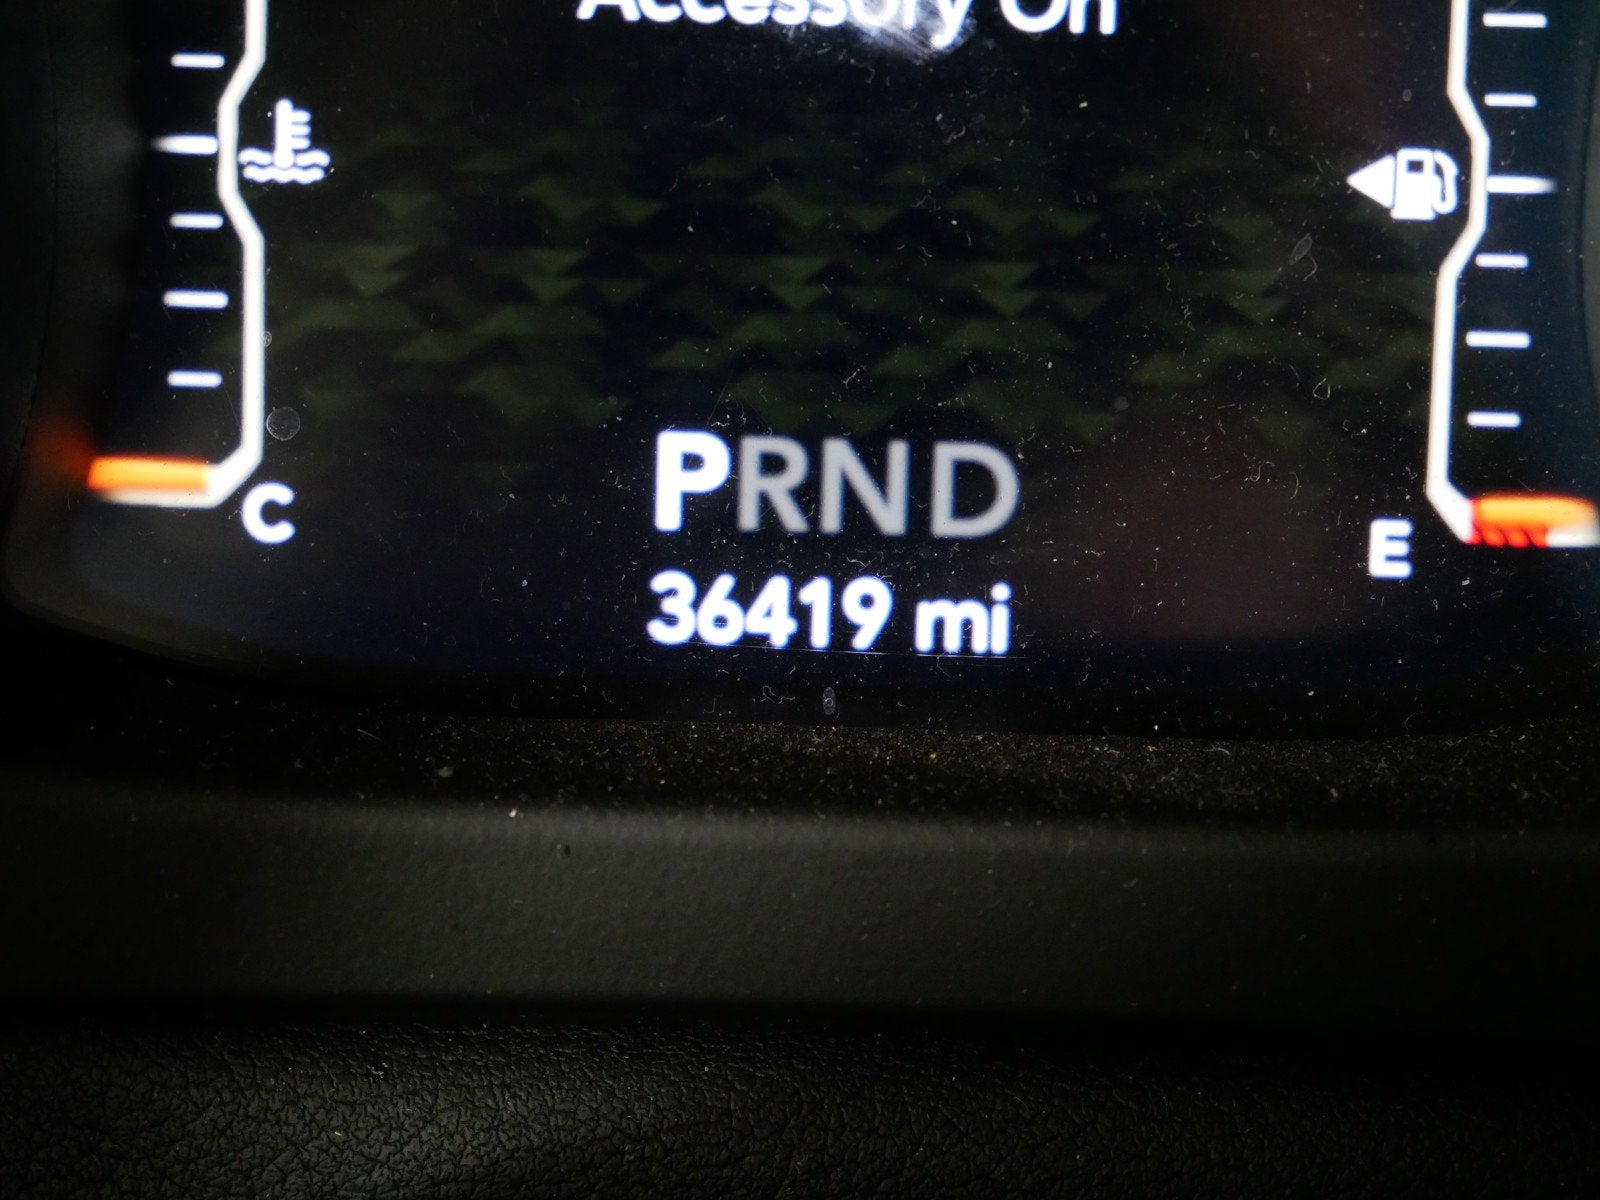 Accessory On
C
PRND
E
36419 mi